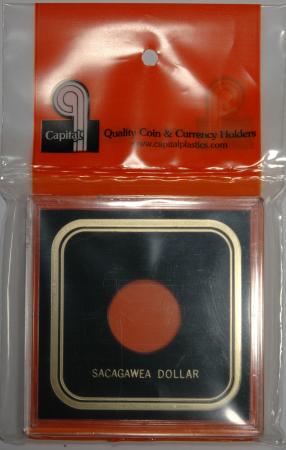 Capital
Quality Coin & Currency Holders
www.capitalplastics.com
SACAGAWEA DOLLAR